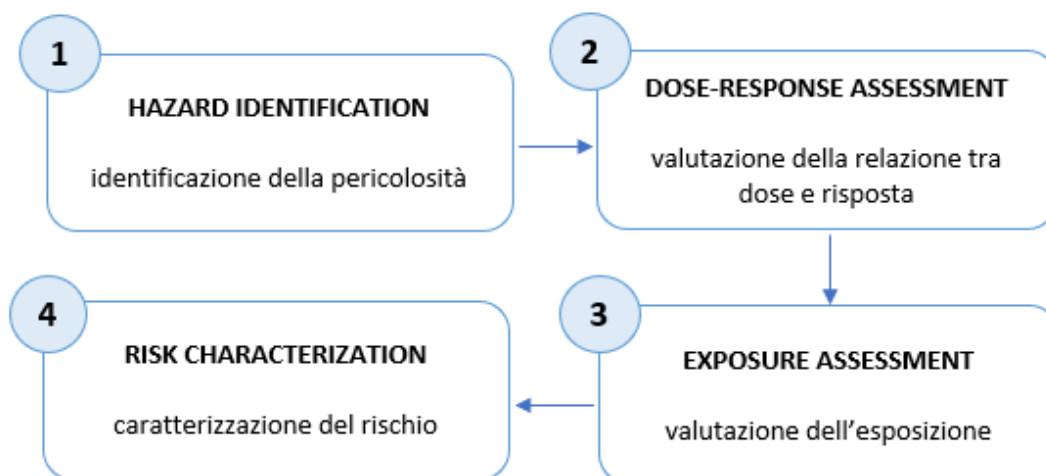 1
HAZARD IDENTIFICATION
identificazione della pericolosità
2
DOSE-RESPONSE ASSESSMENT
valutazione della relazione tra
dose e risposta
3
EXPOSURE ASSESSMENT
valutazione dell'esposizione
4
RISK CHARACTERIZATION
caratterizzazione del rischio